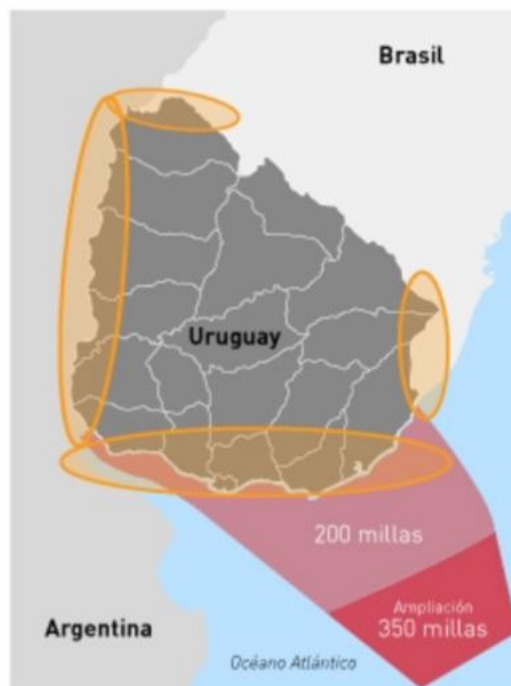 Brasil
Uruguay
200 millas
Ampliación
350 millas
Argentina
Océano Atlántico